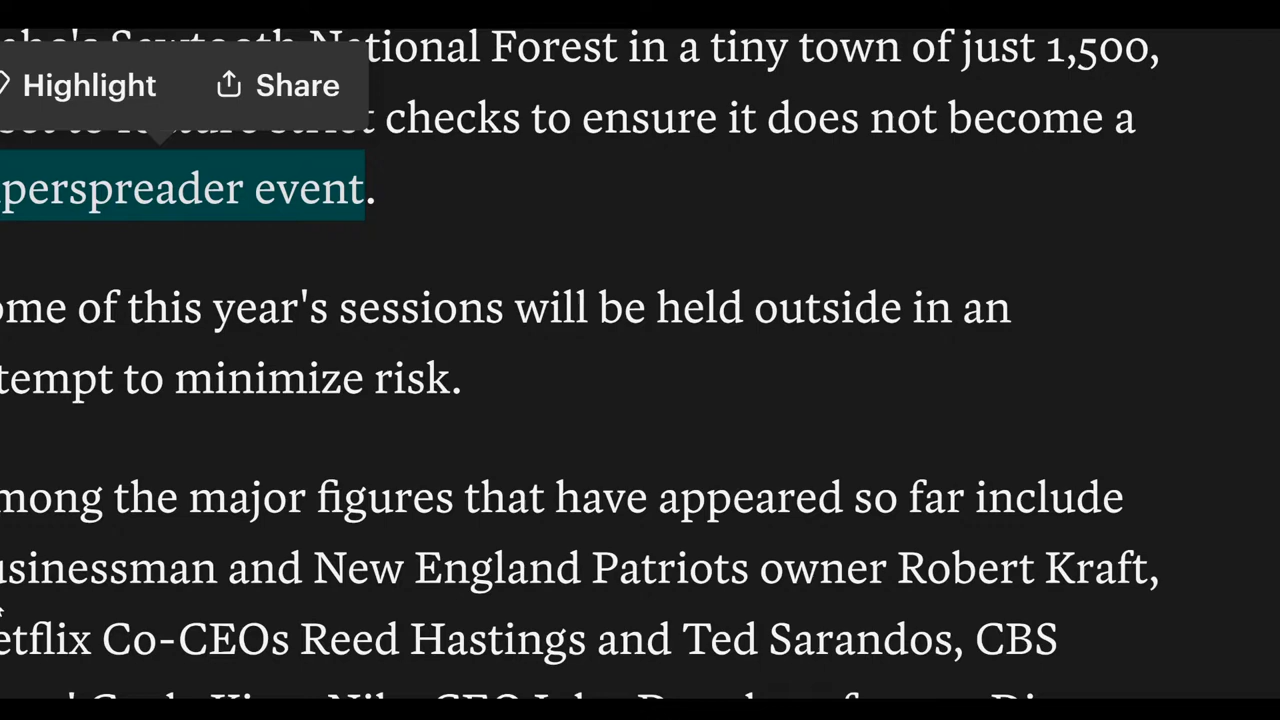 National Forest in a tiny town of just 1,500,
Highlight Share
checks to ensure it does not become a
perspreader event.
ome of this year's sessions will be held outside in an
tempt to minimize risk.
mong the major figures that have appeared so far include
usinessman and New England Patriots owner Robert Kraft,
etflix Co-CEOs Reed Hastings and Ted Sarandos, CBS